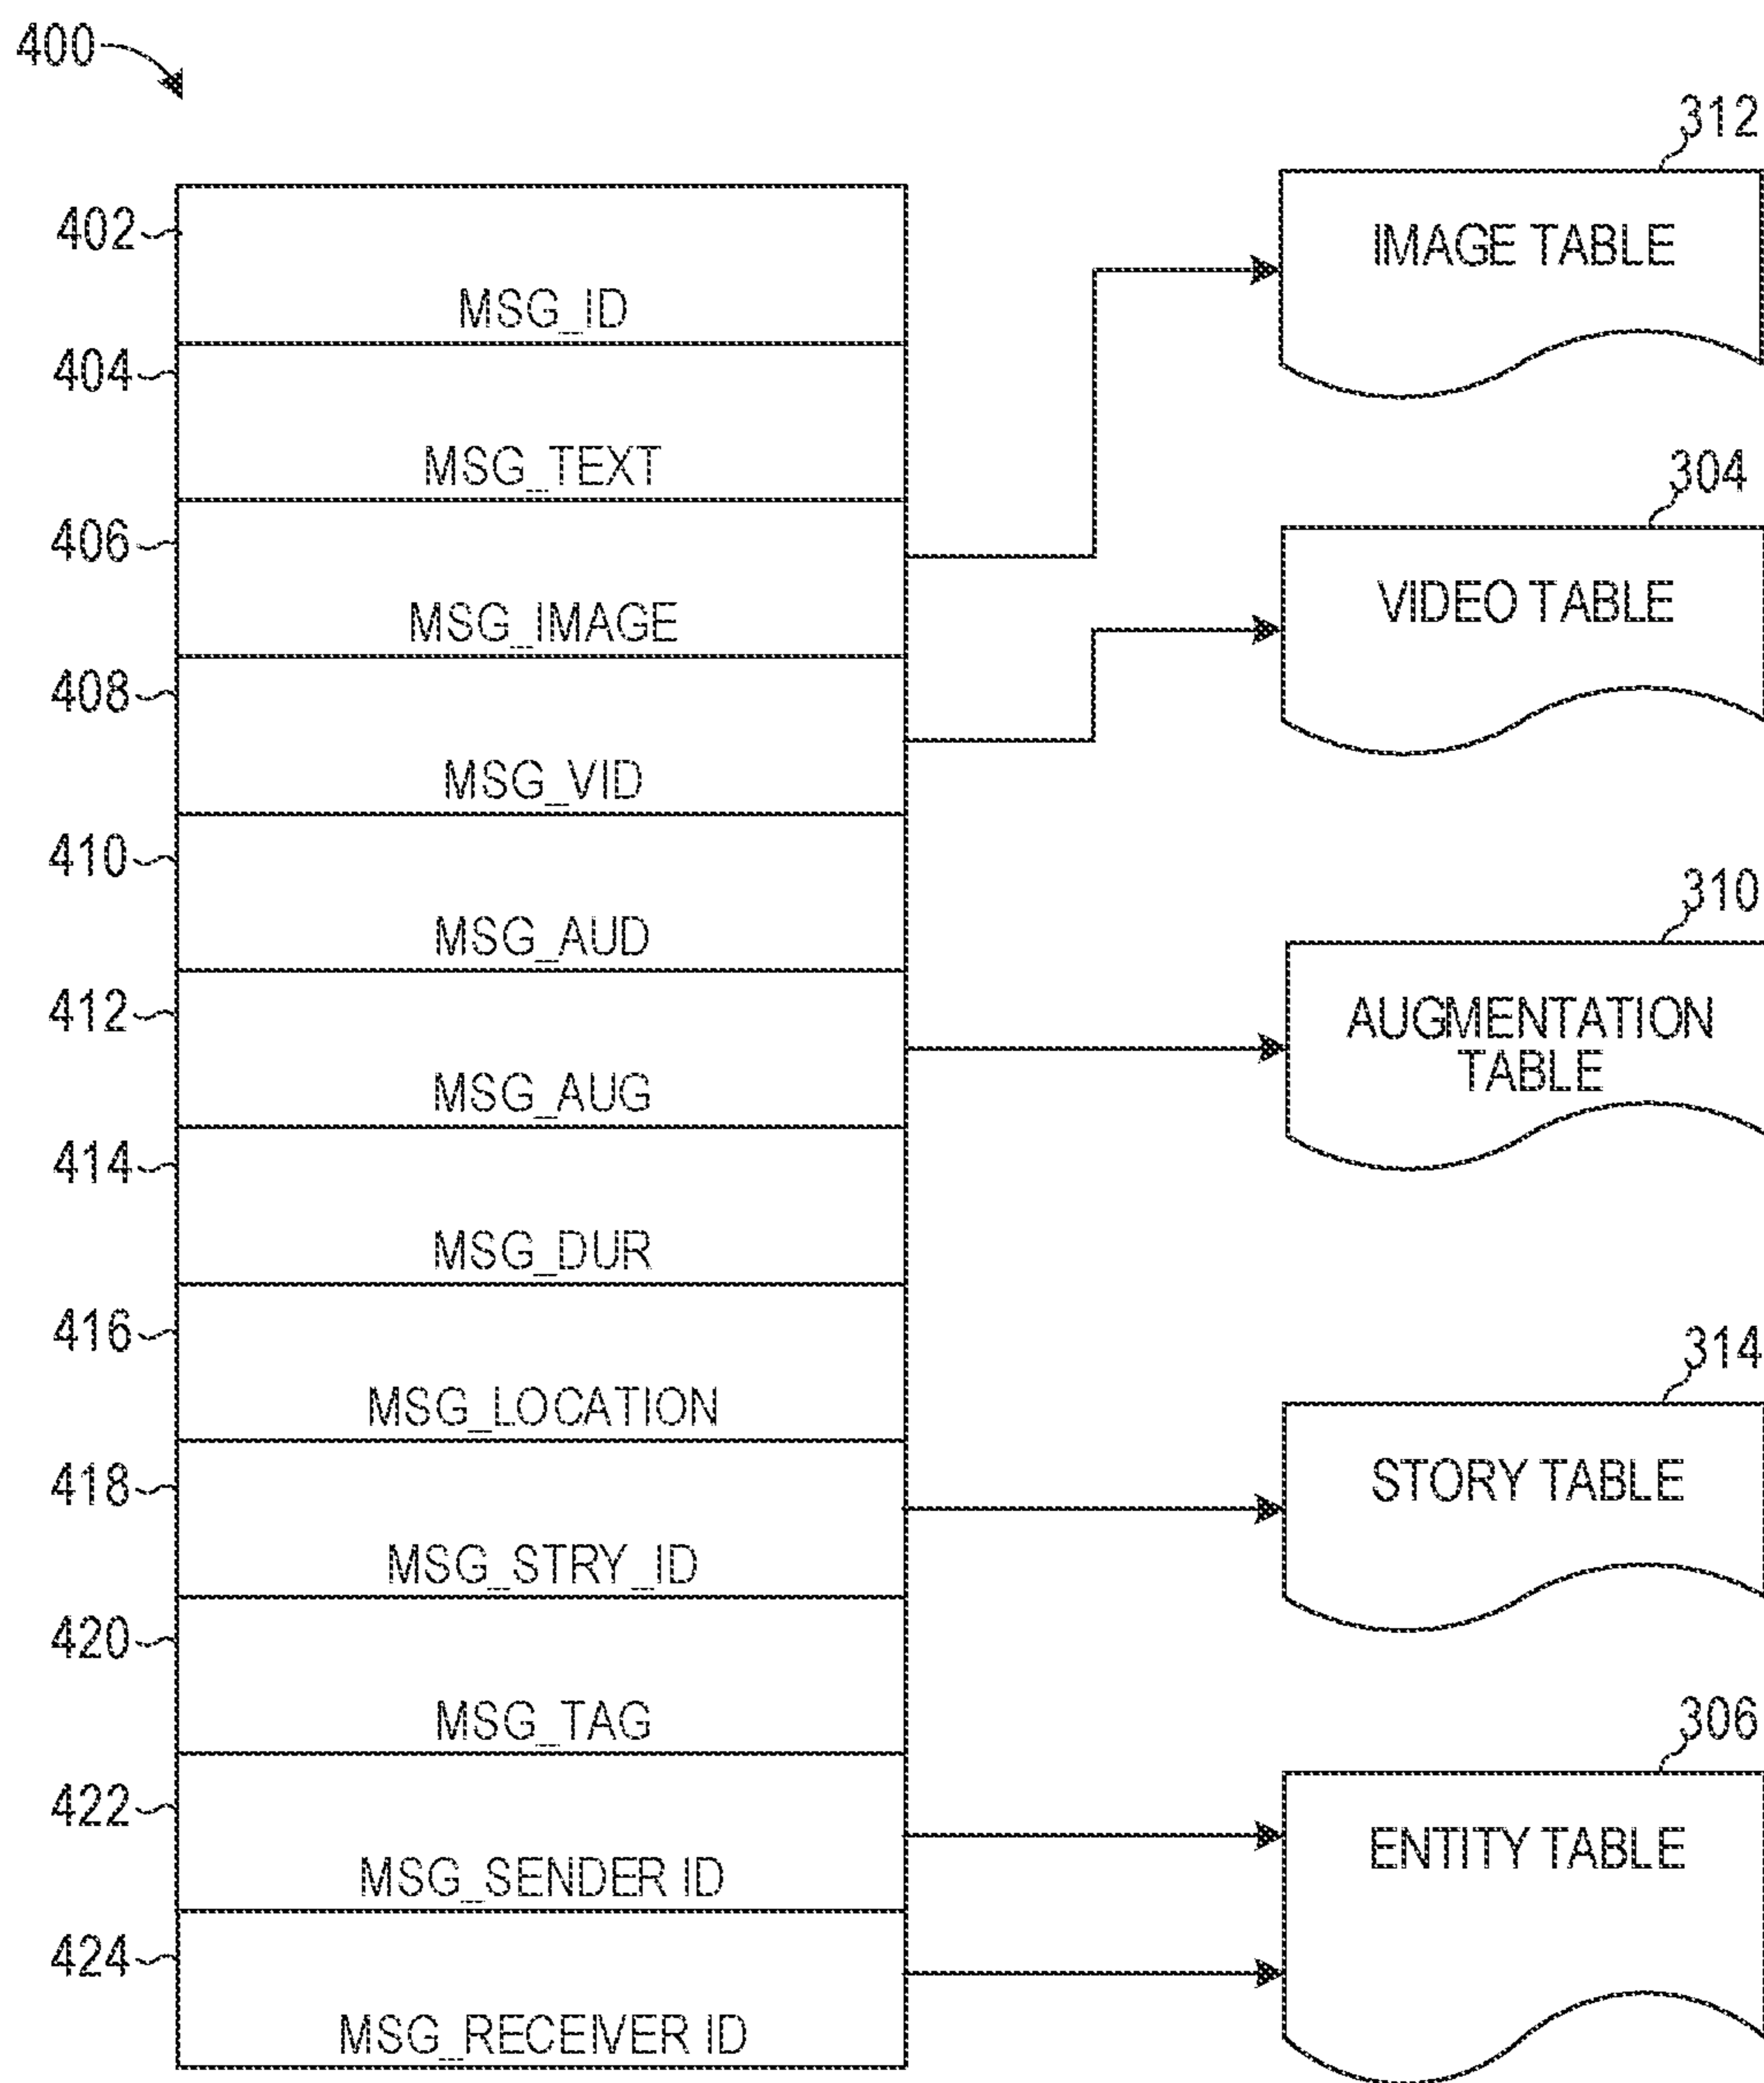 400
312
402
IMAGE TABLE
MSG_ID
404
MSG_TEXT
304
406
VIDEO TABLE
MSG_IMAGE
408
MSG_VID
410
310
MSG_AUD
412
AUGMENTATION
TABLE
MSG_AUG
414
MSG_DUR
416
314
MSG_LOCATION
418
STORY TABLE
MSG_STRY_ID
420
306
MSG_TAG
422
ENTITY TABLE
MSG_SENDER ID
424
MSG_RECEIVER ID